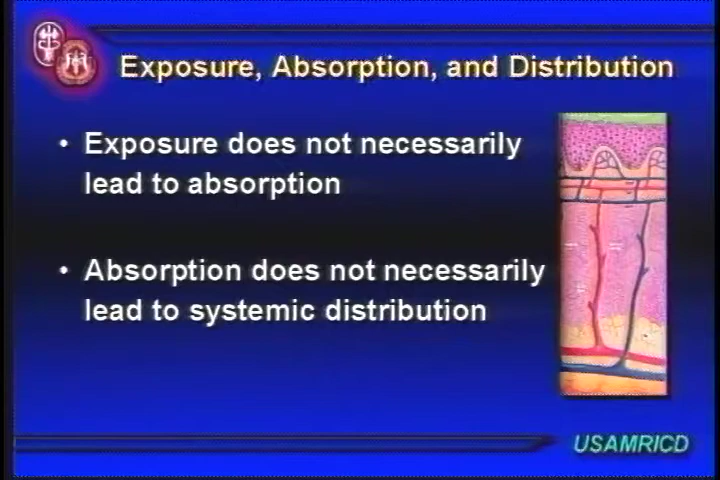 Exposure, Absorption, and Distribution
• Exposure does not necessarily
lead to absorption
• Absorption does not necessarily
lead to systemic distribution
USAMRICD